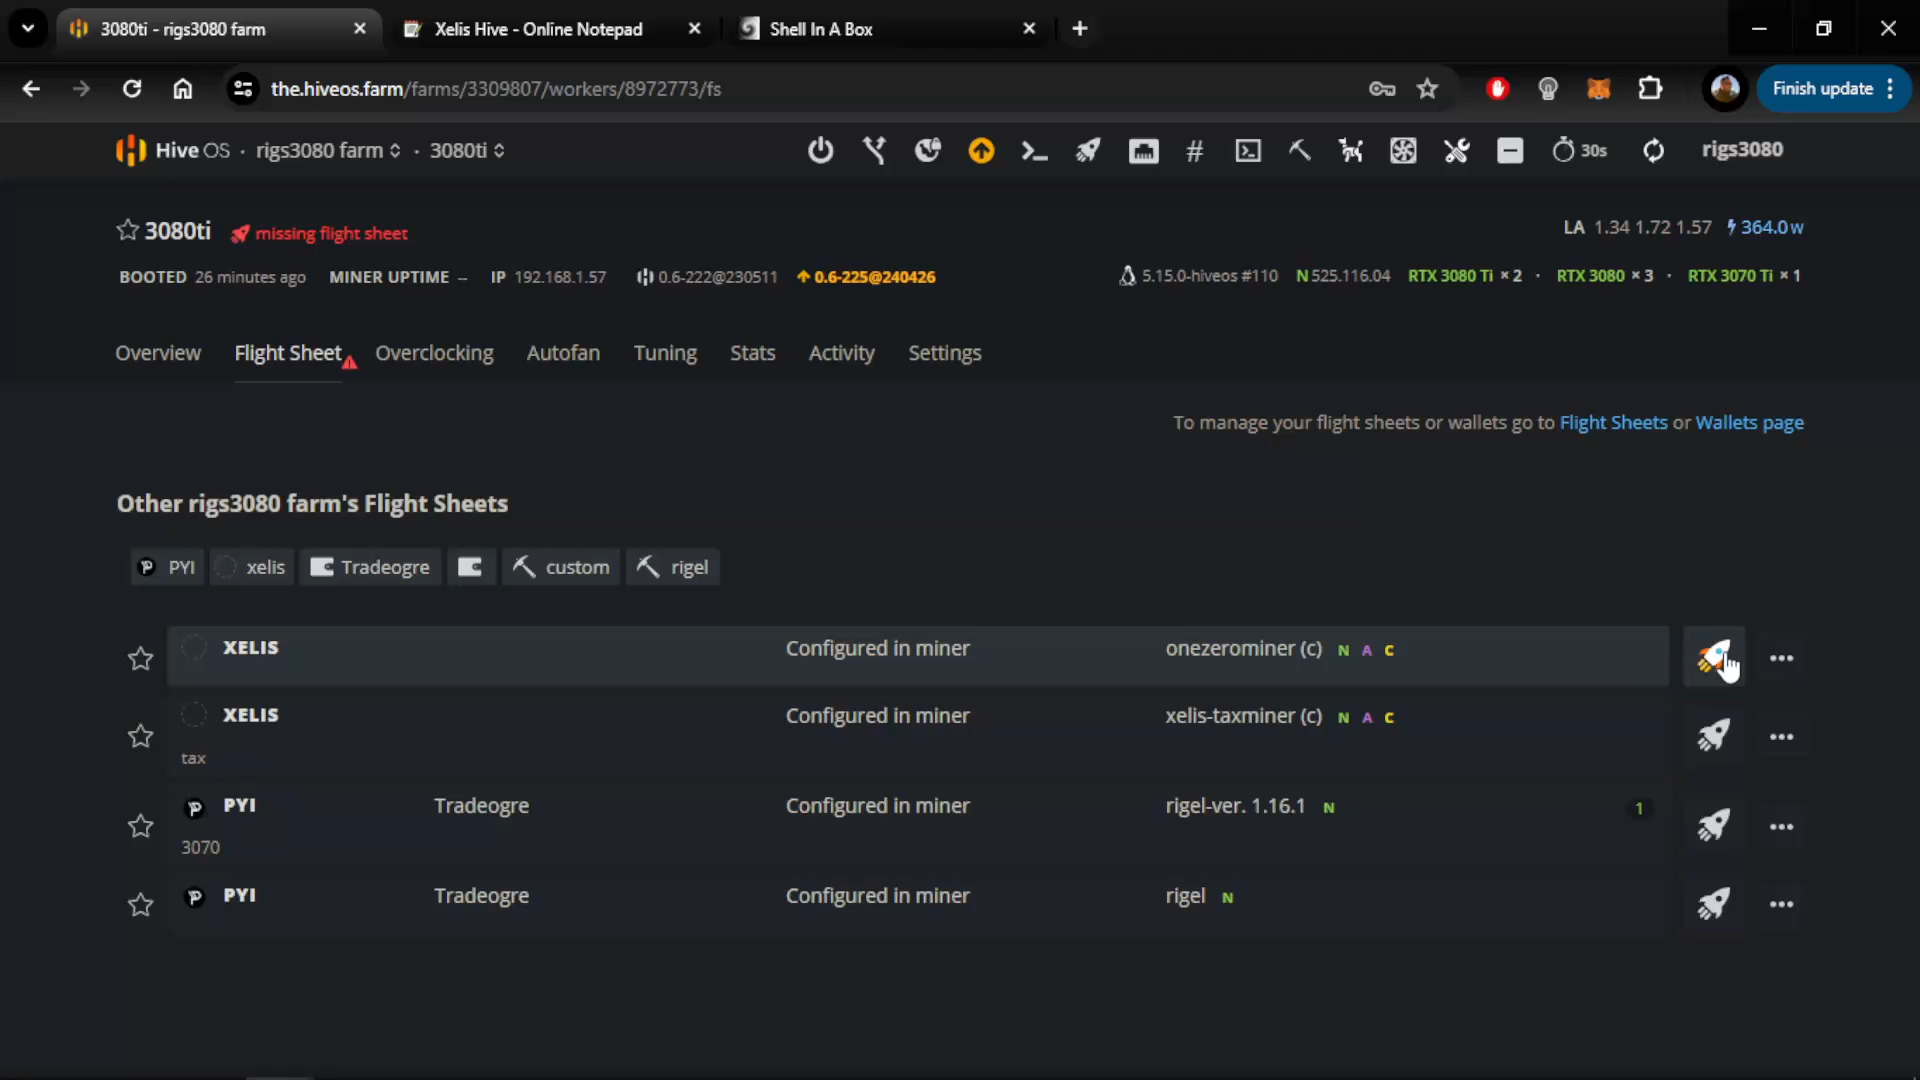 3080ti - rigs3080 farm
Xelis Hive - Online Notepad
Shell In A Box
the.hiveos.farm/farms/3309807/workers/8972773/fs
Finish update
Hive OS · rigs3080 farm · 3080ti
30s
rigs3080
3080ti missing flight sheet
LA 1.34 1.72 1.57 364.0 w
BOOTED 26 minutes ago MINER UPTIME -- IP 192.168.1.57 0.6-222@230511 0.6-225@240426
5.15.0-hiveos #110 N 525.116.04 RTX 3080 Ti × 2 · RTX 3080 × 3 · RTX 3070 Ti × 1
Overview Flight Sheet Overclocking Autofan Tuning Stats Activity Settings
To manage your flight sheets or wallets go to Flight Sheets or Wallets page
Other rigs3080 farm's Flight Sheets
PYI xelis Tradeogre custom rigel
XELIS Configured in miner onezerominer (c) N A C
XELIS Configured in miner xelis-taxminer (c) N A C
tax
PYI Tradeogre Configured in miner rigel-ver. 1.16.1 N 1
3070
PYI Tradeogre Configured in miner rigel N